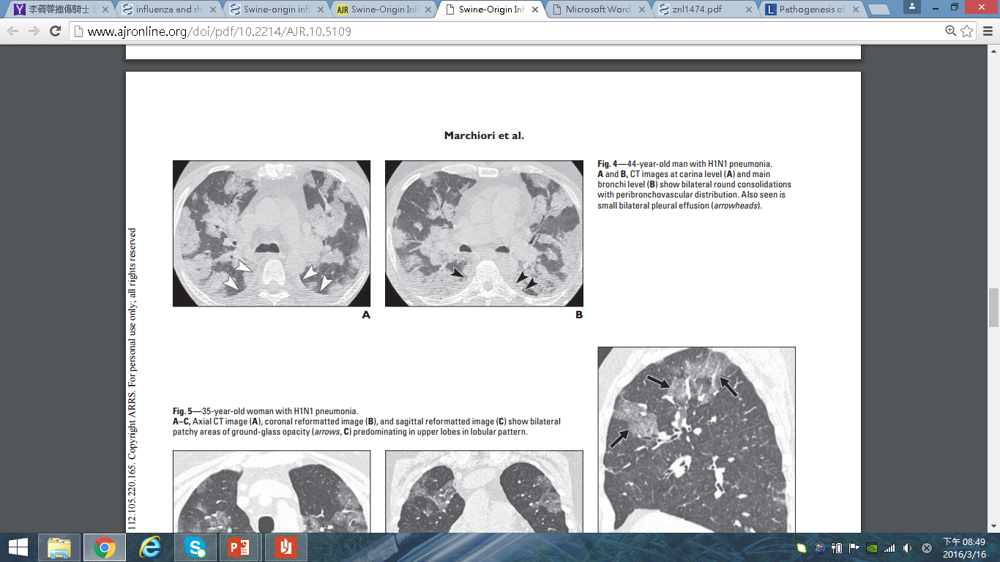 李蒨蓉撞傷騎士
influenza and rh
Swine-origin infl
AJR Swine-Origin Infl
Swine-Origin Inf
Microsoft Word
znl1474.pdf
L Pathogenesis of
www.ajronline.org/doi/pdf/10.2214/AJR.10.5109
Marchiori et al.
Fig. 4—44-year-old man with H1N1 pneumonia.
A and B, CT images at carina level (A) and main
bronchi level (B) show bilateral round consolidations
with peribronchovascular distribution. Also seen is
small bilateral pleural effusion (arrowheads).
A
B
112.105.220.165. Copyright ARRS. For personal use only; all rights reserved
Fig. 5—35-year-old woman with H1N1 pneumonia.
A–C, Axial CT image (A), coronal reformatted image (B), and sagittal reformatted image (C) show bilateral
patchy areas of ground-glass opacity (arrows, C) predominating in upper lobes in lobular pattern.
下午 08:49
2016/3/16